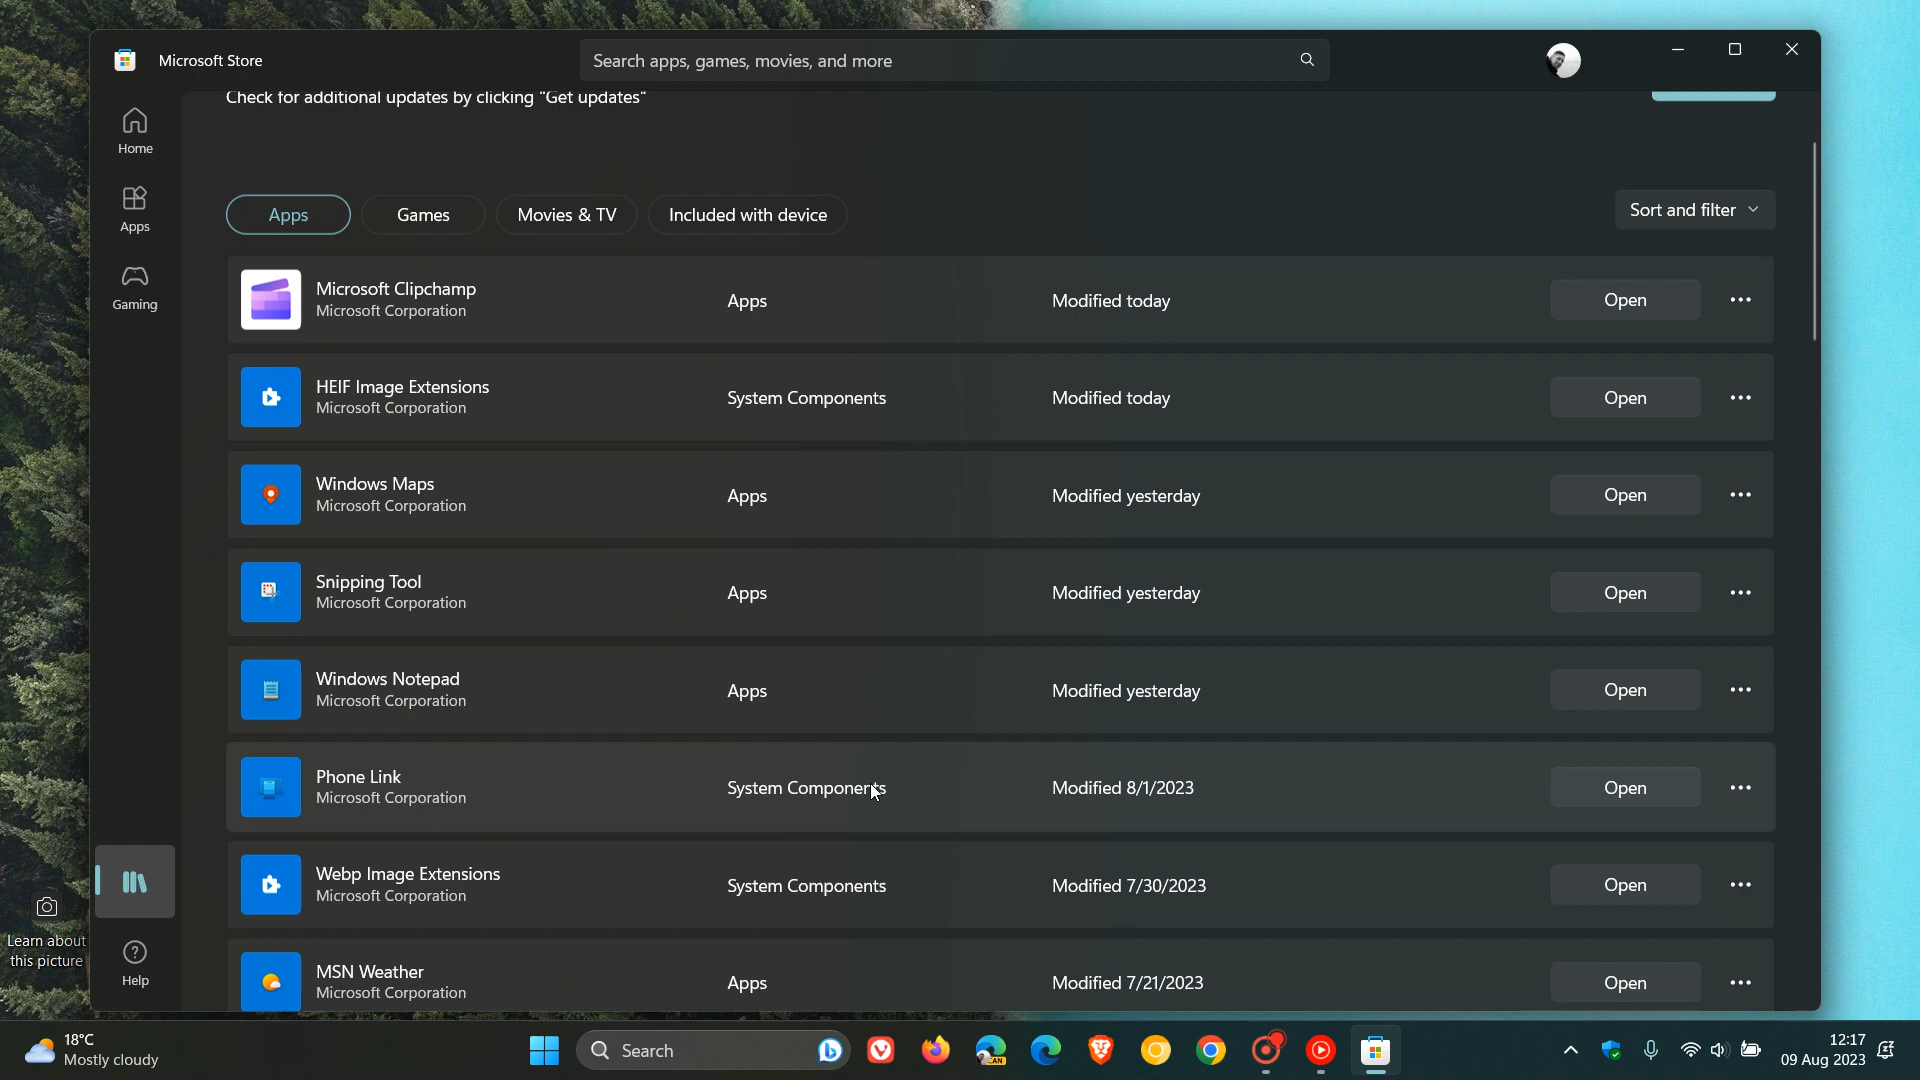 Microsoft Store
Search apps, games, movies, and more
Check for additional updates by clicking "Get updates"
Home
Apps
Gaming
Help
Apps
Games
Movies & TV
Included with device
Sort and filter
Microsoft Clipchamp
Microsoft Corporation
Apps
Modified today
Open
HEIF Image Extensions
Microsoft Corporation
System Components
Modified today
Open
Windows Maps
Microsoft Corporation
Apps
Modified yesterday
Open
Snipping Tool
Microsoft Corporation
Apps
Modified yesterday
Open
Windows Notepad
Microsoft Corporation
Apps
Modified yesterday
Open
Phone Link
Microsoft Corporation
System Components
Modified 8/1/2023
Open
Webp Image Extensions
Microsoft Corporation
System Components
Modified 7/30/2023
Open
MSN Weather
Microsoft Corporation
Apps
Modified 7/21/2023
Open
Learn about
this picture
18°C
Mostly cloudy
Search
CAN
12:17
09 Aug 2023